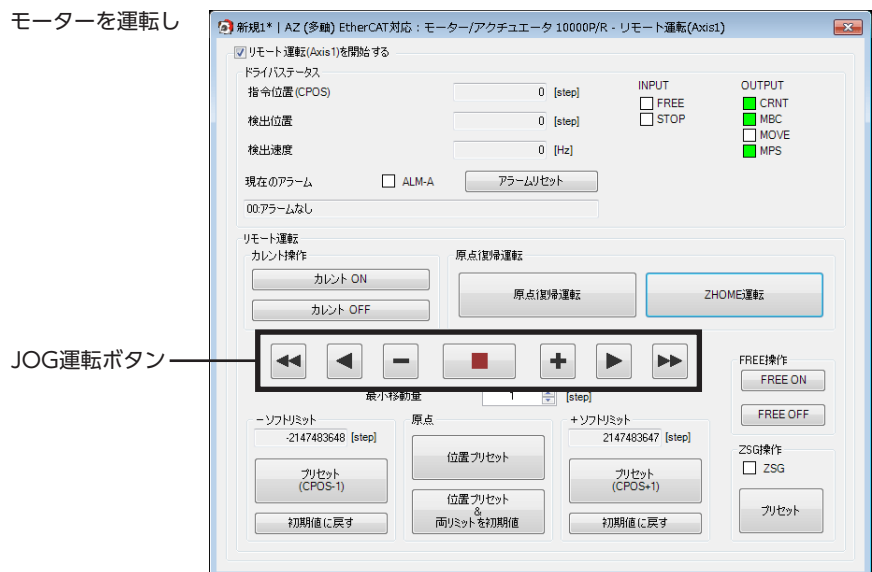 モーターを運転し
新規1* | AZ (多軸) EtherCAT対応：モーター/アクチュエータ 10000P/R - リモート運転(Axis1)
リモート運転(Axis1)を開始する
ドライバステータス
指令位置(CPOS) 0 [step]
検出位置 0 [step]
検出速度 0 [Hz]
INPUT
FREE
STOP
OUTPUT
CRNT
MBC
MOVE
MPS
現在のアラーム ALM-A アラームリセット
00:アラームなし
リモート運転
カレント操作
カレント ON
カレント OFF
原点復帰運転
原点復帰運転 ZHOME運転
JOG運転ボタン
最小移動量 1 [step]
FREE操作
FREE ON
FREE OFF
－ソフトリミット
-2147483648 [step]
プリセット
(CPOS-1)
初期値に戻す
原点
位置プリセット
位置プリセット
&
両リミットを初期値
＋ソフトリミット
2147483647 [step]
プリセット
(CPOS+1)
初期値に戻す
ZSG操作
ZSG
プリセット